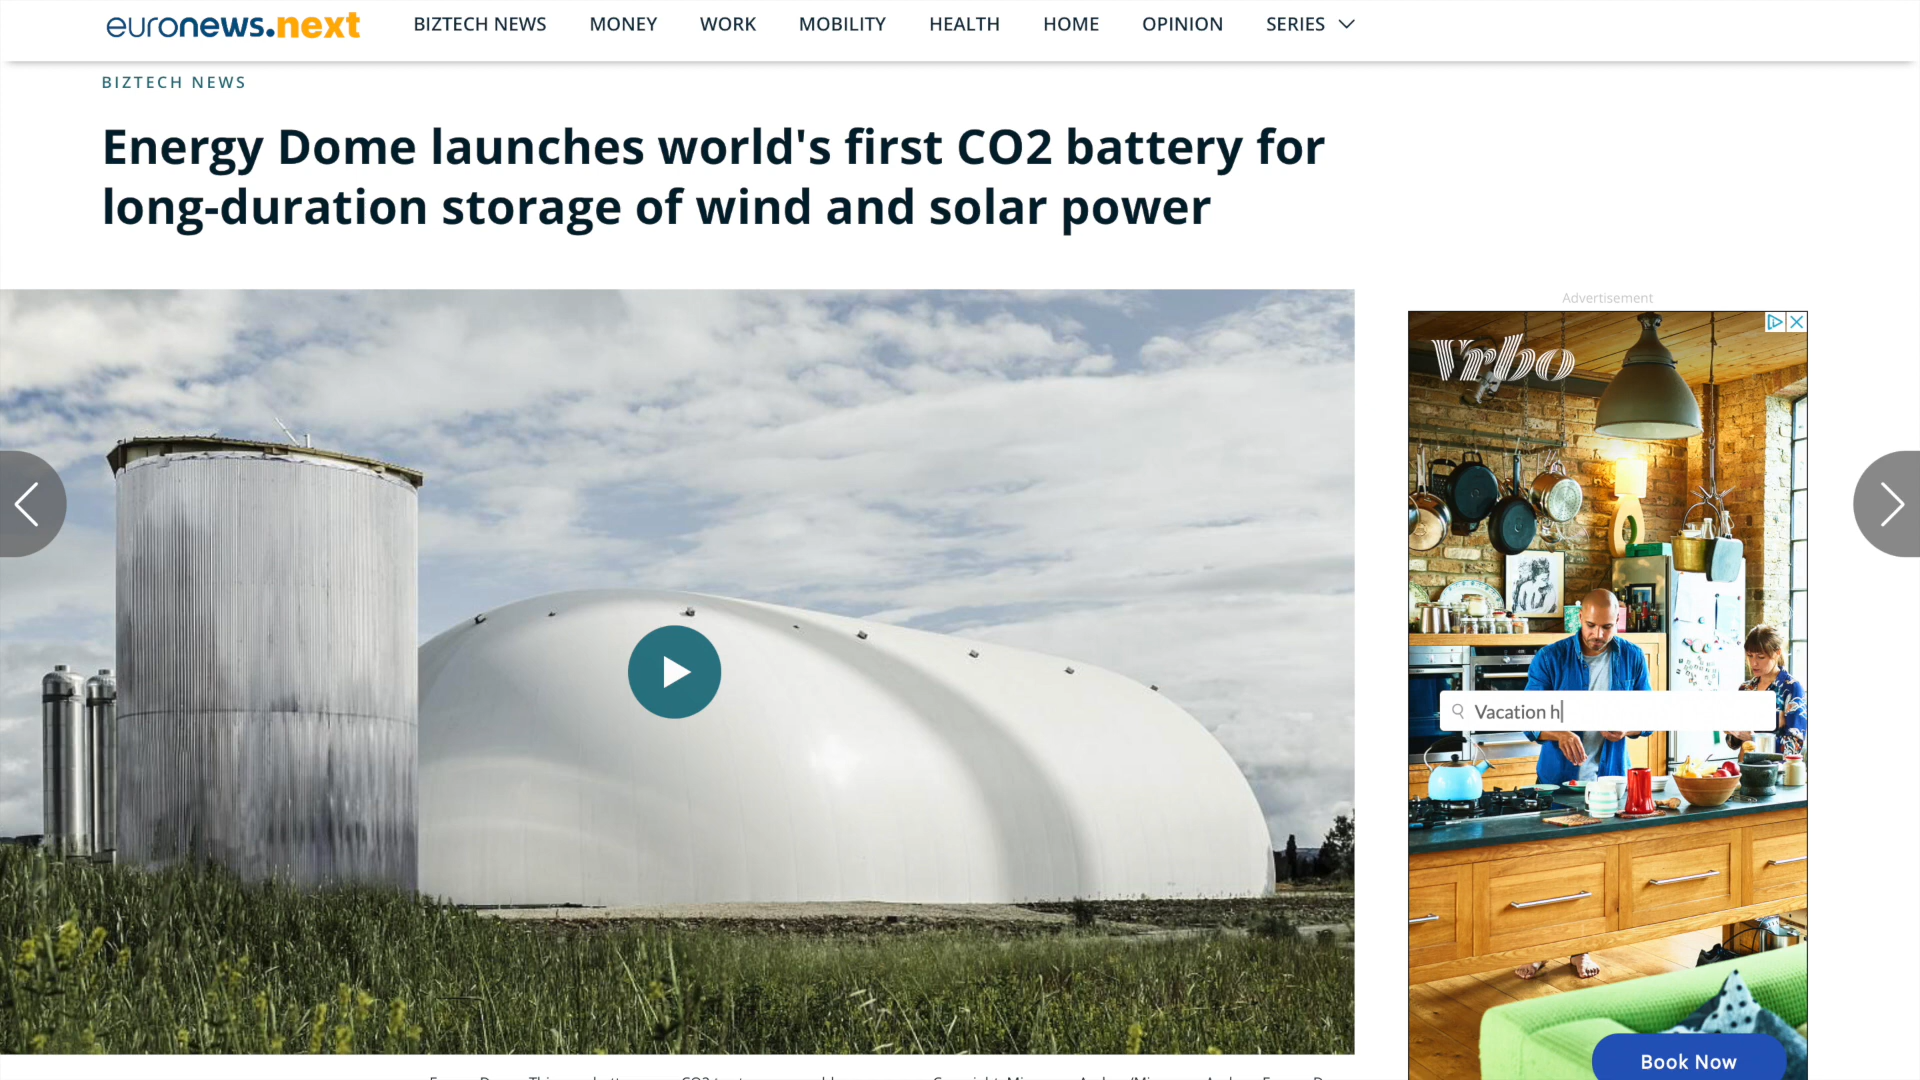 euronews.next
BIZTECH NEWS
MONEY
WORK
MOBILITY
HEALTH
HOME
OPINION
SERIES
BIZTECH NEWS
Energy Dome launches world's first CO2 battery for
long-duration storage of wind and solar power
Advertisement
Vrbo
Vacation h
Book Now